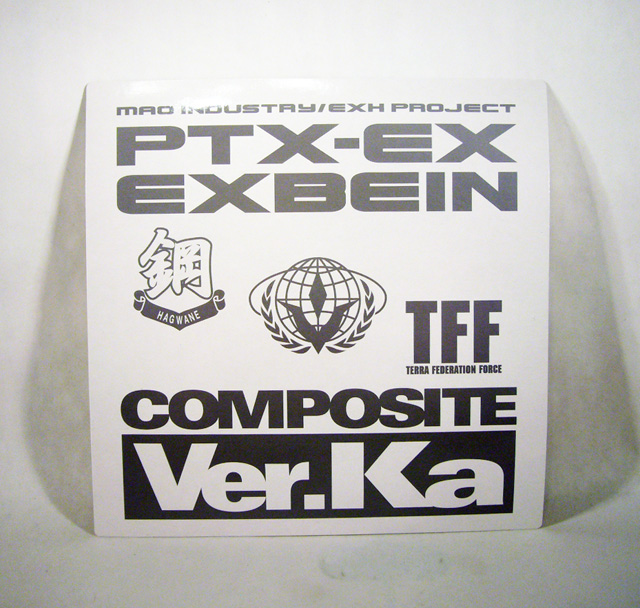 MAO INDUSTRY/EXH PROJECT
PTX-EX
EXBEIN
鋼
HAGWANE
TFF
TERRA FEDERATION FORCE
COMPOSITE
Ver.Ka